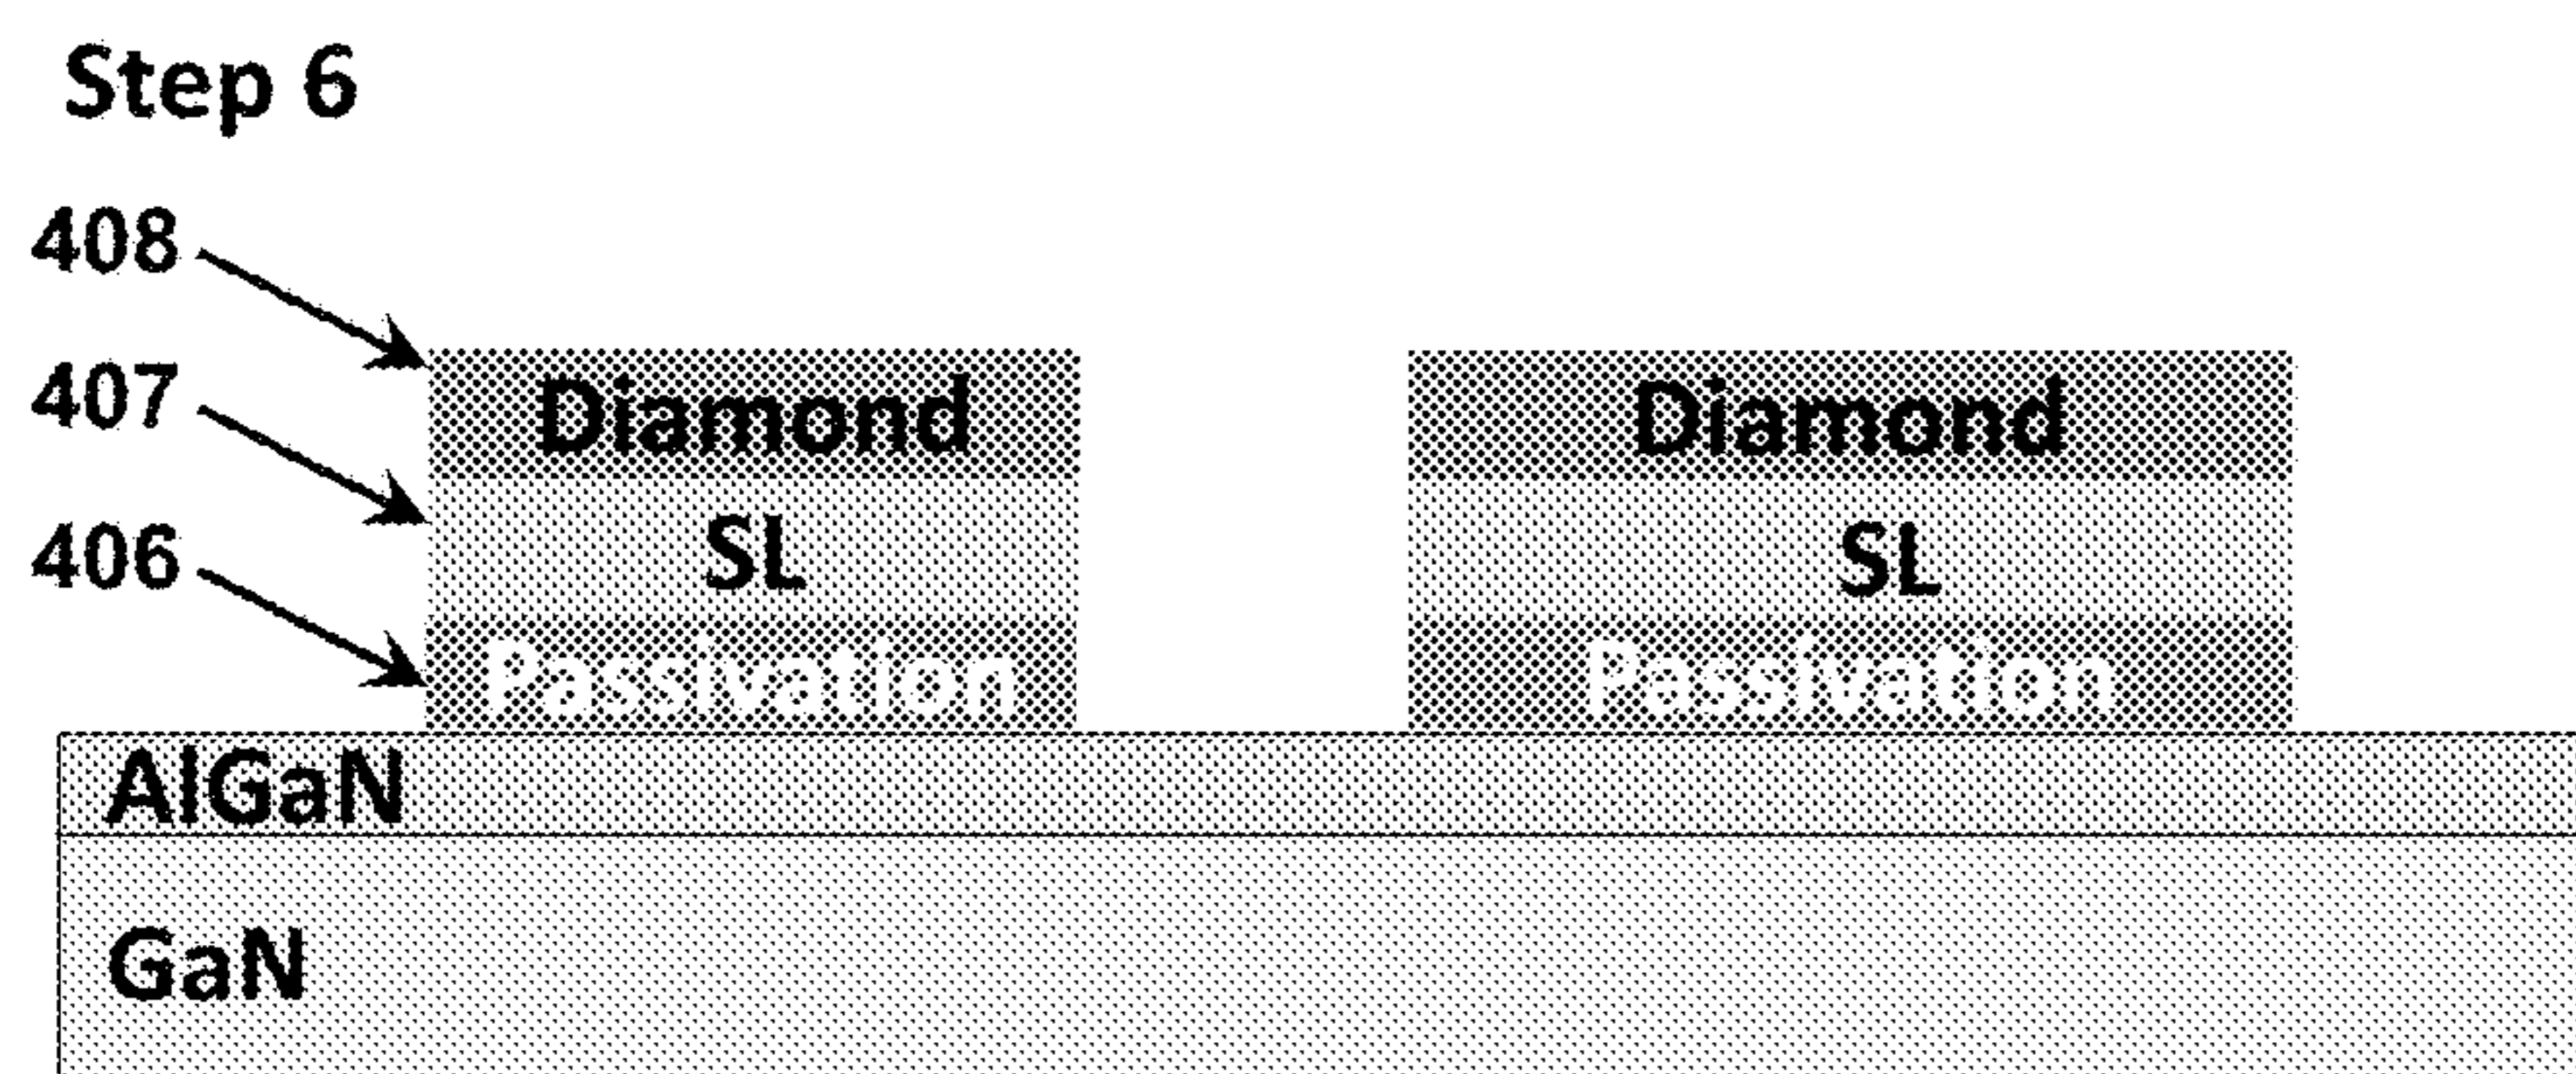 Step 6
408
407
406
Diamond
Diamond
SL
SL
Passivation
Passivation
AlGaN
GaN